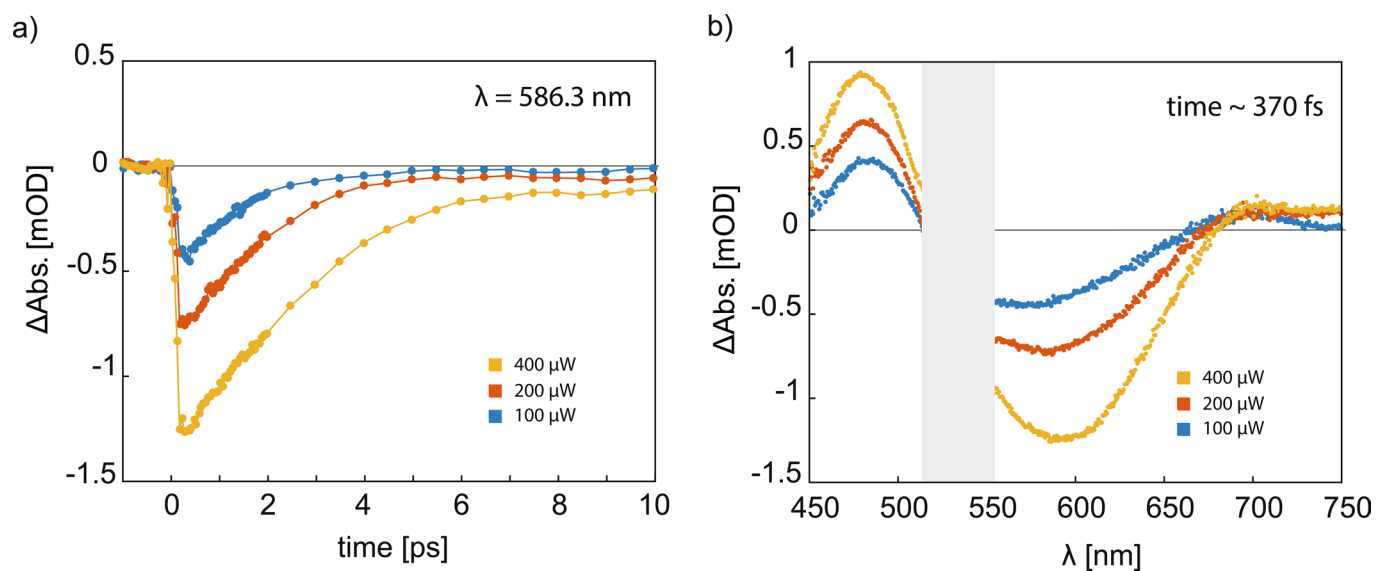 a)
0.5
0
-0.5
-1
-1.5
ΔAbs. [mOD]
λ = 586.3 nm
400 µW
200 µW
100 µW
0 2 4 6 8 10
time [ps]
b)
1
0.5
0
-0.5
-1
-1.5
ΔAbs. [mOD]
time ~ 370 fs
400 µW
200 µW
100 µW
450 500 550 600 650 700 750
λ [nm]